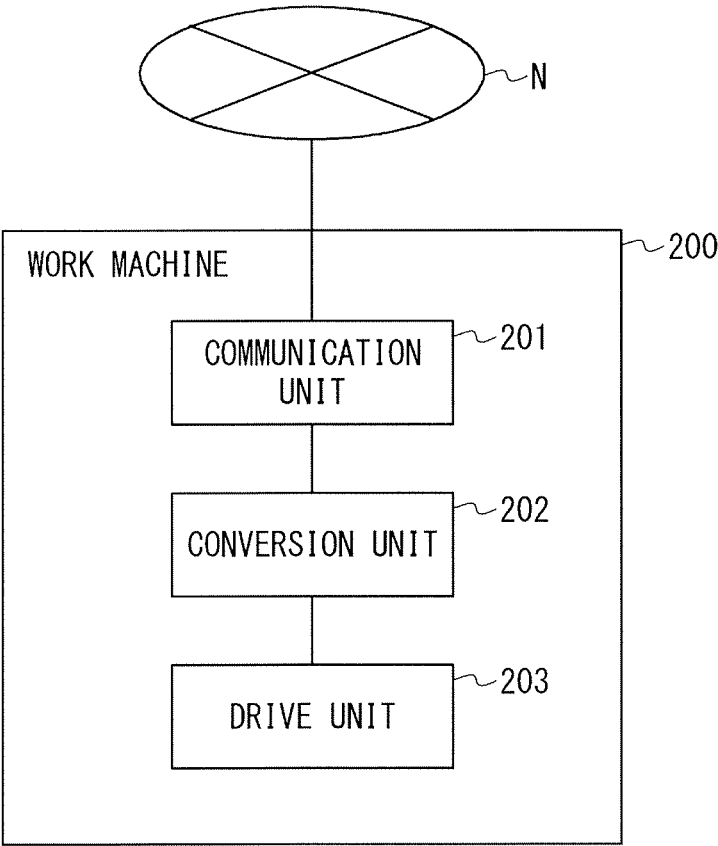 N
200
WORK MACHINE
201
COMMUNICATION
UNIT
202
CONVERSION UNIT
203
DRIVE UNIT